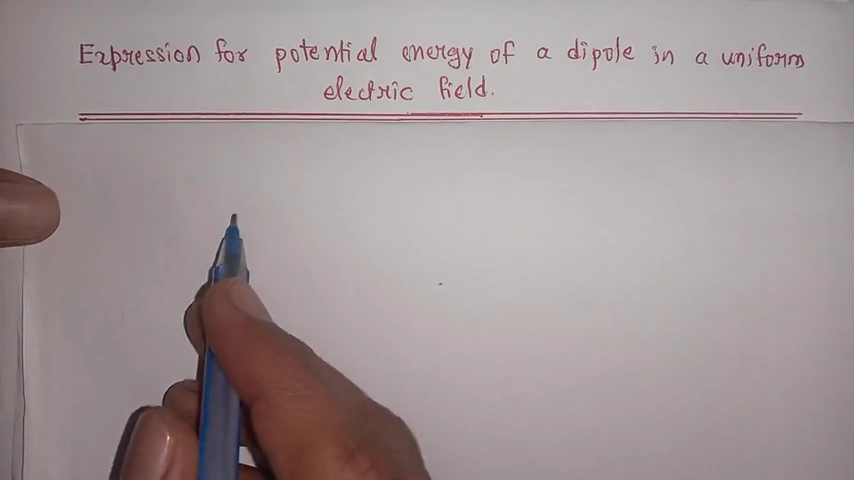 Expression for potential energy of a dipole in a uniform
electric field.